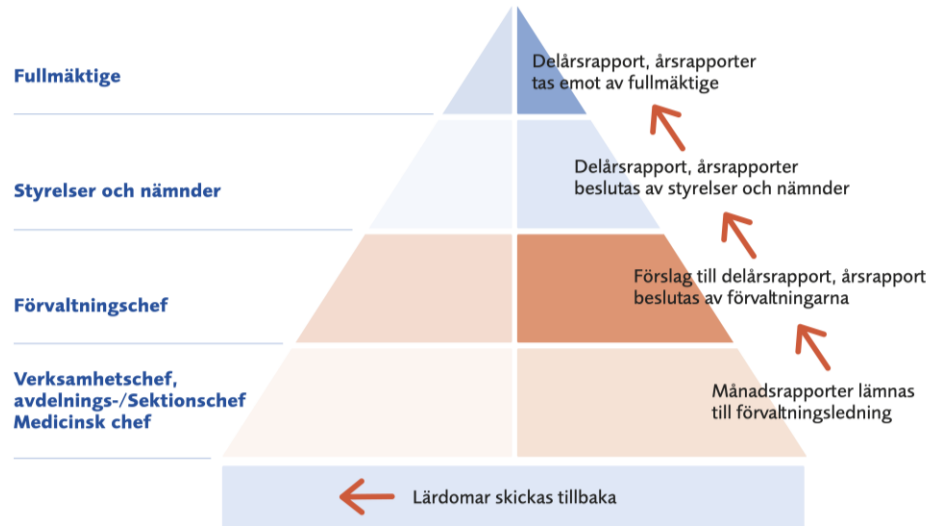 Fullmäktige
Delårsrapport, årsrapporter
tas emot av fullmäktige
Styrelser och nämnder
Delårsrapport, årsrapporter
beslutas av styrelser och nämnder
Förvaltningschef
Förslag till delårsrapport, årsrapport
beslutas av förvaltningarna
Verksamhetschef,
avdelnings-/Sektionschef
Medicinsk chef
Månadsrapporter lämnas
till förvaltningsledning
Lärdomar skickas tillbaka